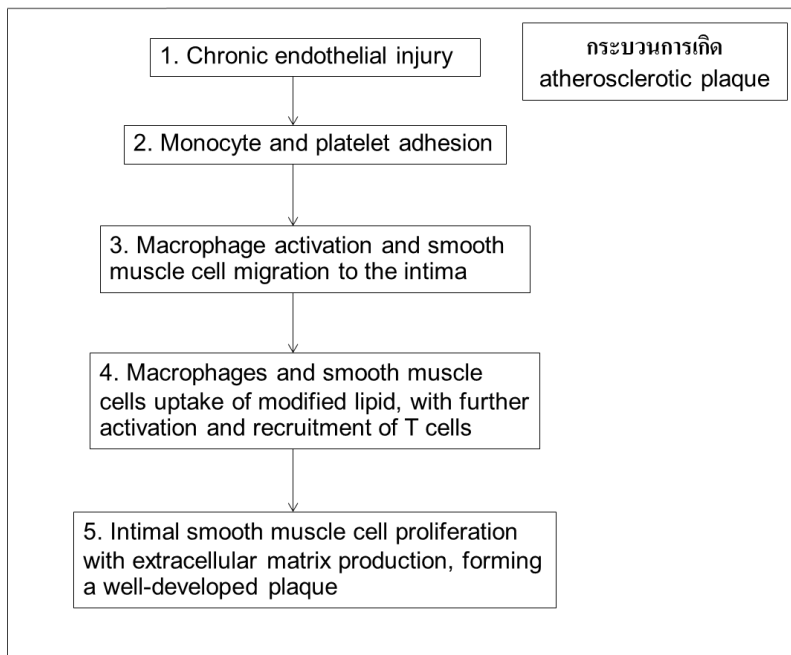 1. Chronic endothelial injury
กระบวนการเกิด
atherosclerotic plaque
2. Monocyte and platelet adhesion
3. Macrophage activation and smooth
muscle cell migration to the intima
4. Macrophages and smooth muscle
cells uptake of modified lipid, with further
activation and recruitment of T cells
5. Intimal smooth muscle cell proliferation
with extracellular matrix production, forming
a well-developed plaque